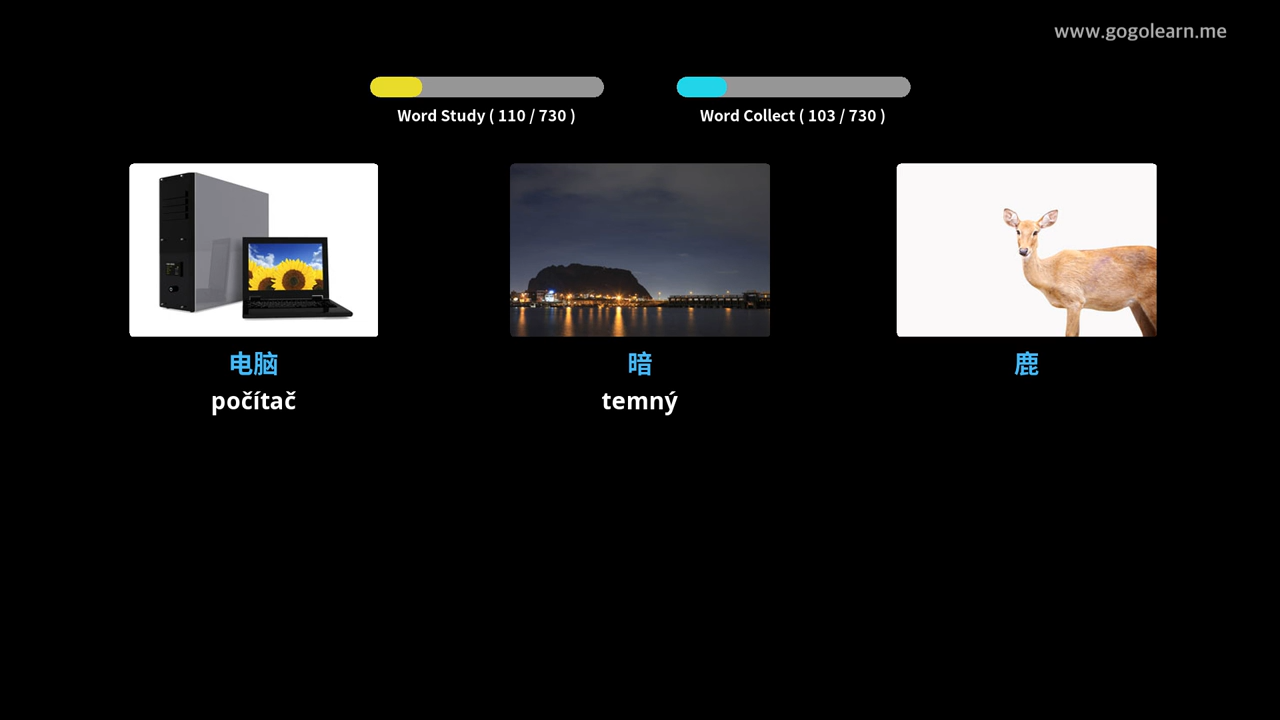 www.gogolearn.me
Word Study ( 110 / 730 )
Word Collect ( 103 / 730 )
电脑
暗
鹿
počítač
temný